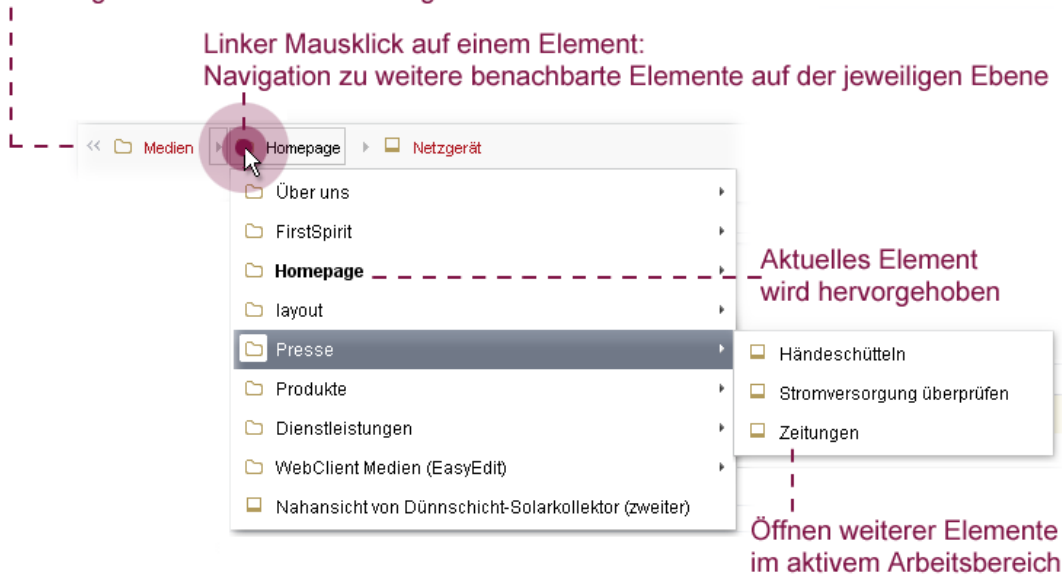 Linker Mausklick auf einem Element:
Navigation zu weitere benachbarte Elemente auf der jeweiligen Ebene
<< Medien Homepage Netzgerät
Über uns
FirstSpirit
Homepage
Aktuelles Element
wird hervorgehoben
layout
Presse
Händeschütteln
Produkte
Stromversorgung überprüfen
Dienstleistungen
Zeitungen
WebClient Medien (EasyEdit)
Nahansicht von Dünnschicht-Solarkollektor (zweiter)
Öffnen weiterer Elemente
im aktivem Arbeitsbereich